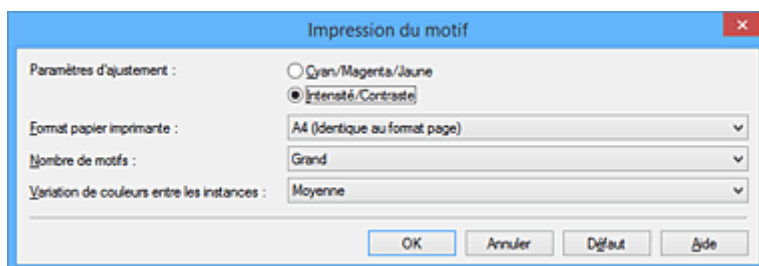 Impression du motif
Paramètres d'ajustement :
Cyan/Magenta/Jaune
Intensité/Contraste
Format papier imprimante :
A4 (Identique au format page)
Nombre de motifs :
Grand
Variation de couleurs entre les instances :
Moyenne
OK Annuler Défaut Aide